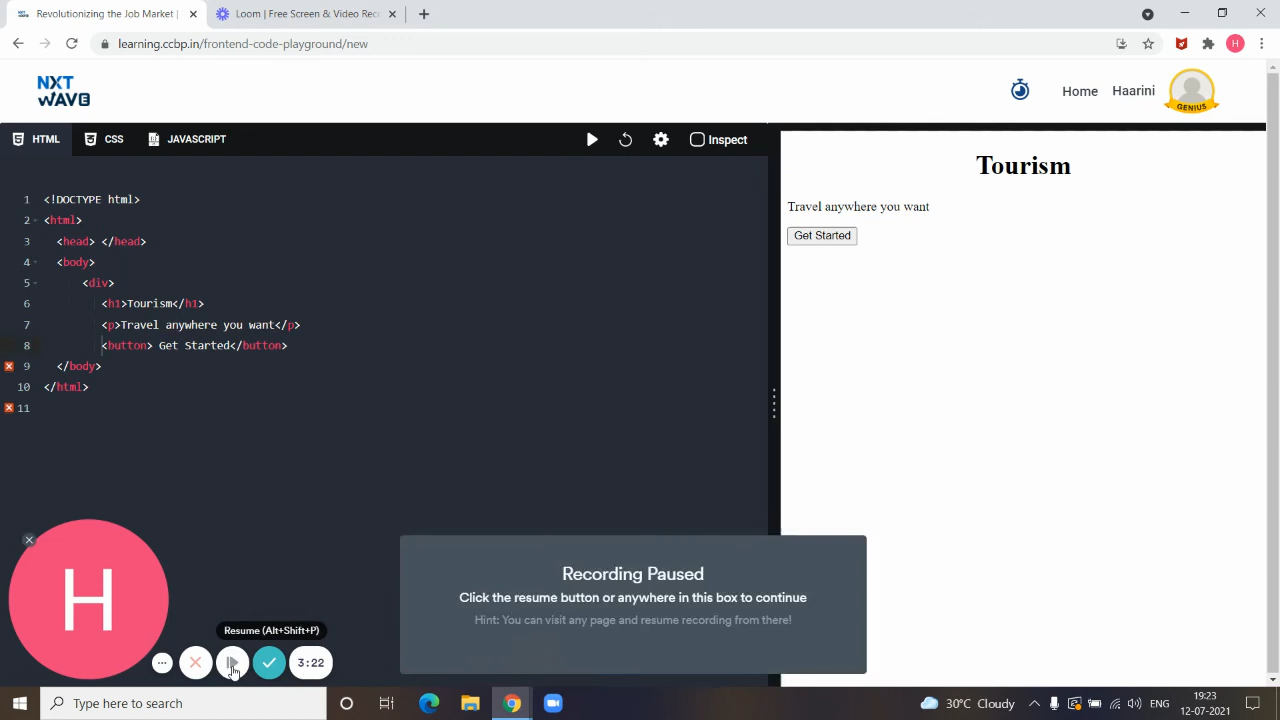 Revolutionizing the Job Market |
Loom | Free Screen & Video Rec
learning.ccbp.in/frontend-code-playground/new
H
NXT
WAVE
Home
Haarini
GENIUS
HTML
CSS
JAVASCRIPT
Inspect
1 <!DOCTYPE html>
2 <html>
3 <head> </head>
4 <body>
5 <div>
6 <h1>Tourism</h1>
7 <p>Travel anywhere you want</p>
8 <button> Get Started</button>
9 </body>
10 </html>
11
Tourism
Travel anywhere you want
Get Started
Recording Paused
Click the resume button or anywhere in this box to continue
Hint: You can visit any page and resume recording from there!
H
Resume (Alt+Shift+P)
3:22
Type here to search
30°C Cloudy
ENG
19:23
12-07-2021